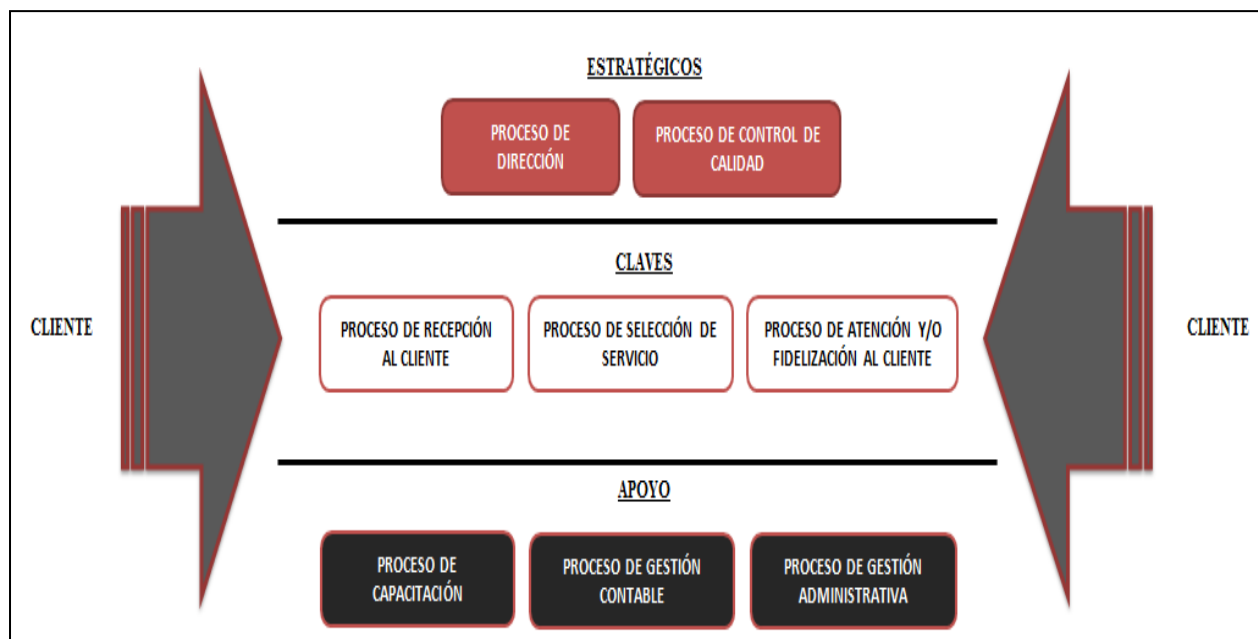 ESTRATÉGICOS
PROCESO DE
DIRECCIÓN
PROCESO DE CONTROL DE
CALIDAD
CLAVES
CLIENTE
PROCESO DE RECEPCIÓN
AL CLIENTE
PROCESO DE SELECCIÓN DE
SERVICIO
PROCESO DE ATENCIÓN Y/O
FIDELIZACIÓN AL CLIENTE
CLIENTE
APOYO
PROCESO DE
CAPACITACIÓN
PROCESO DE GESTIÓN
CONTABLE
PROCESO DE GESTIÓN
ADMINISTRATIVA